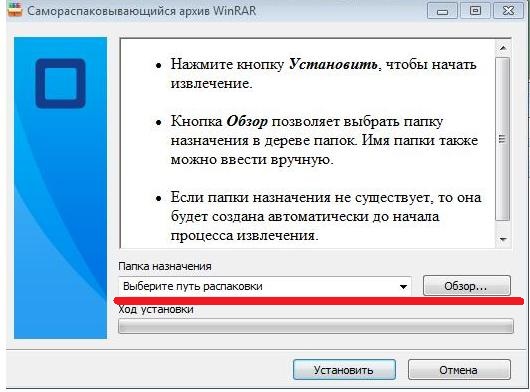 Самораспаковывающийся архив WinRAR
Нажмите кнопку Установить, чтобы начать
извлечение.
Кнопка Обзор позволяет выбрать папку
назначения в дереве папок. Имя папки также
можно ввести вручную.
Если папки назначения не существует, то она
будет создана автоматически до начала
процесса извлечения.
Папка назначения
Выберите путь распаковки
Обзор...
Ход установки
Установить
Отмена